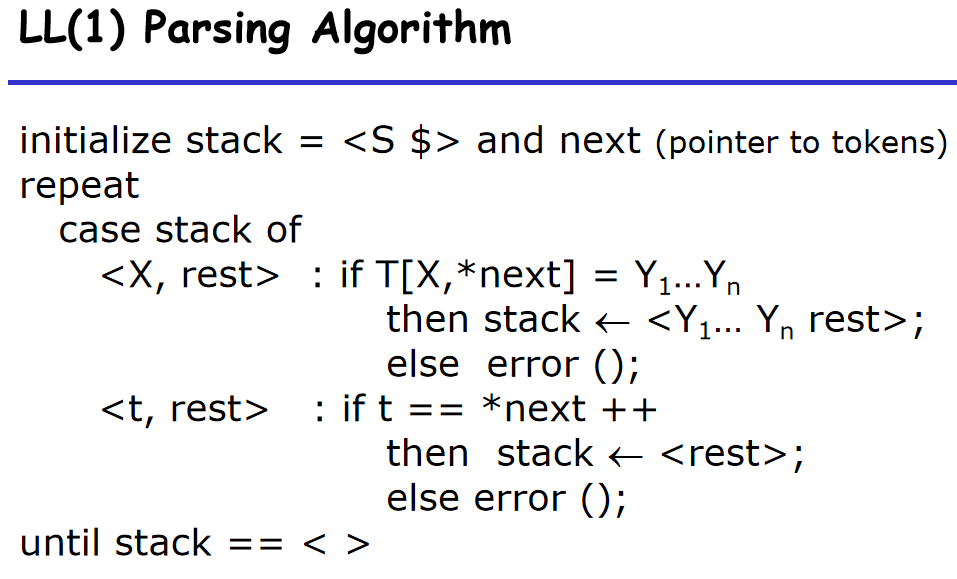 LL(1) Parsing Algorithm
initialize stack = <S $> and next (pointer to tokens)
repeat
case stack of
<X, rest> : if T[X,*next] = Y₁…Yₙ
then stack ← <Y₁… Yₙ rest>;
else error ();
<t, rest> : if t == *next ++
then stack ← <rest>;
else error ();
until stack == < >